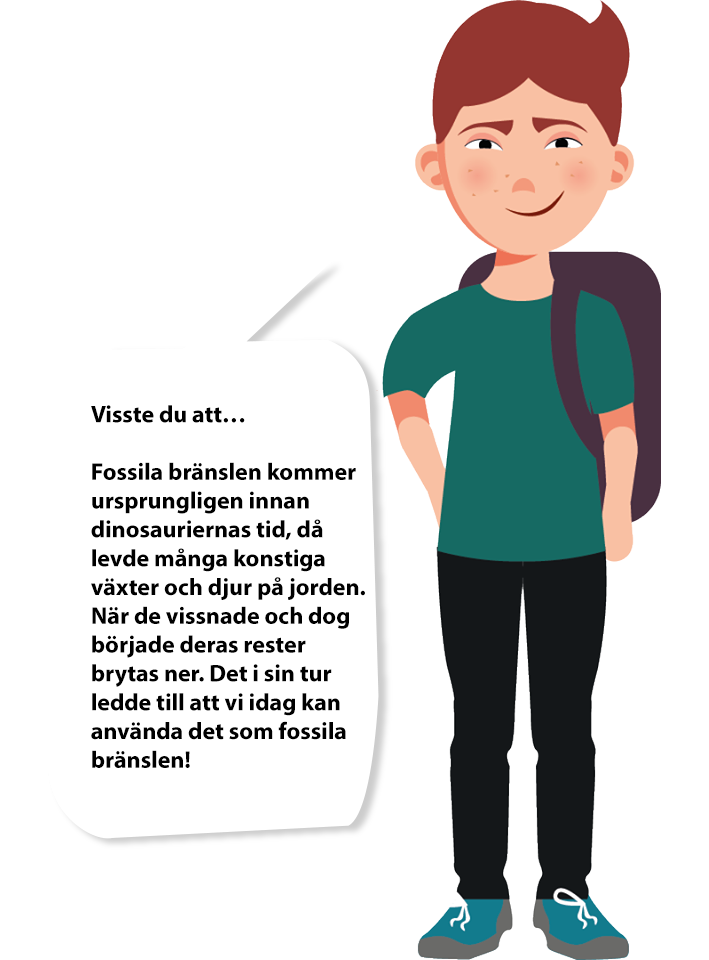 Visste du att…
Fossila bränslen kommer
ursprungligen innan
dinosauriernas tid, då
levde många konstiga
växter och djur på jorden.
När de vissnade och dog
började deras rester
brytas ner. Det i sin tur
ledde till att vi idag kan
använda det som fossila
bränslen!